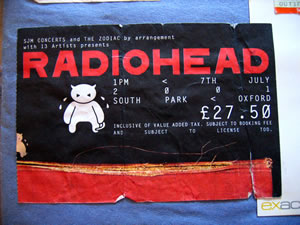 SJM CONCERTS and THE ZODIAC by arrangement
with 13 Artists presents
RADIOHEAD
1PM < 7TH JULY
2 0 0 1
SOUTH PARK < OXFORD
£27.50
INCLUSIVE OF VALUE ADDED TAX. SUBJECT TO BOOKING FEE
AND SUBJECT TO LICENSE TOO.
exac